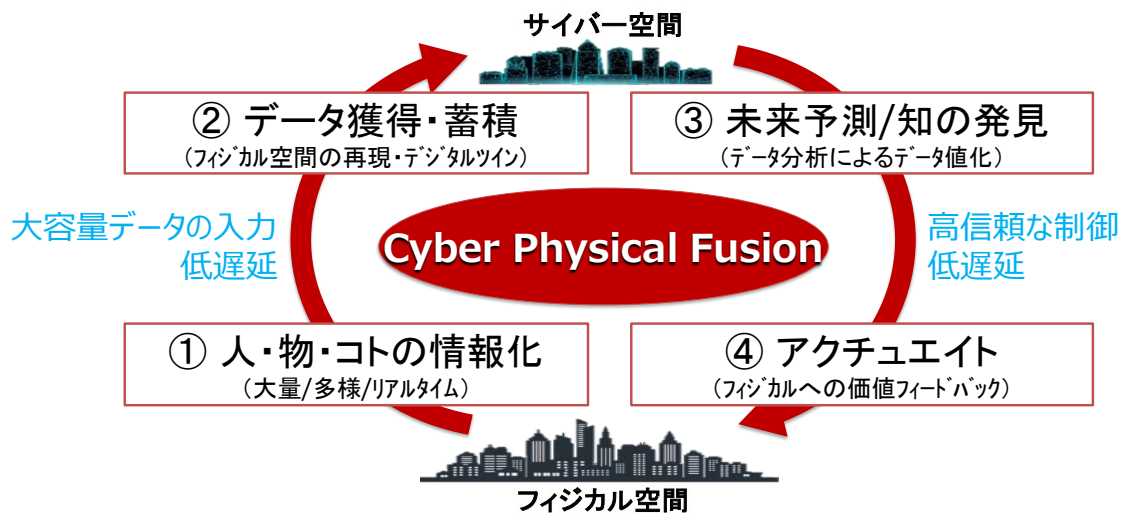 サイバー空間
② データ獲得・蓄積
(フィジカル空間の再現・デジタルツイン)
③ 未来予測/知の発見
(データ分析によるデータ値化)
大容量データの入力
低遅延
Cyber Physical Fusion
高信頼な制御
低遅延
① 人・物・コトの情報化
(大量/多様/リアルタイム)
④ アクチュエイト
(フィジカルへの価値フィードバック)
フィジカル空間